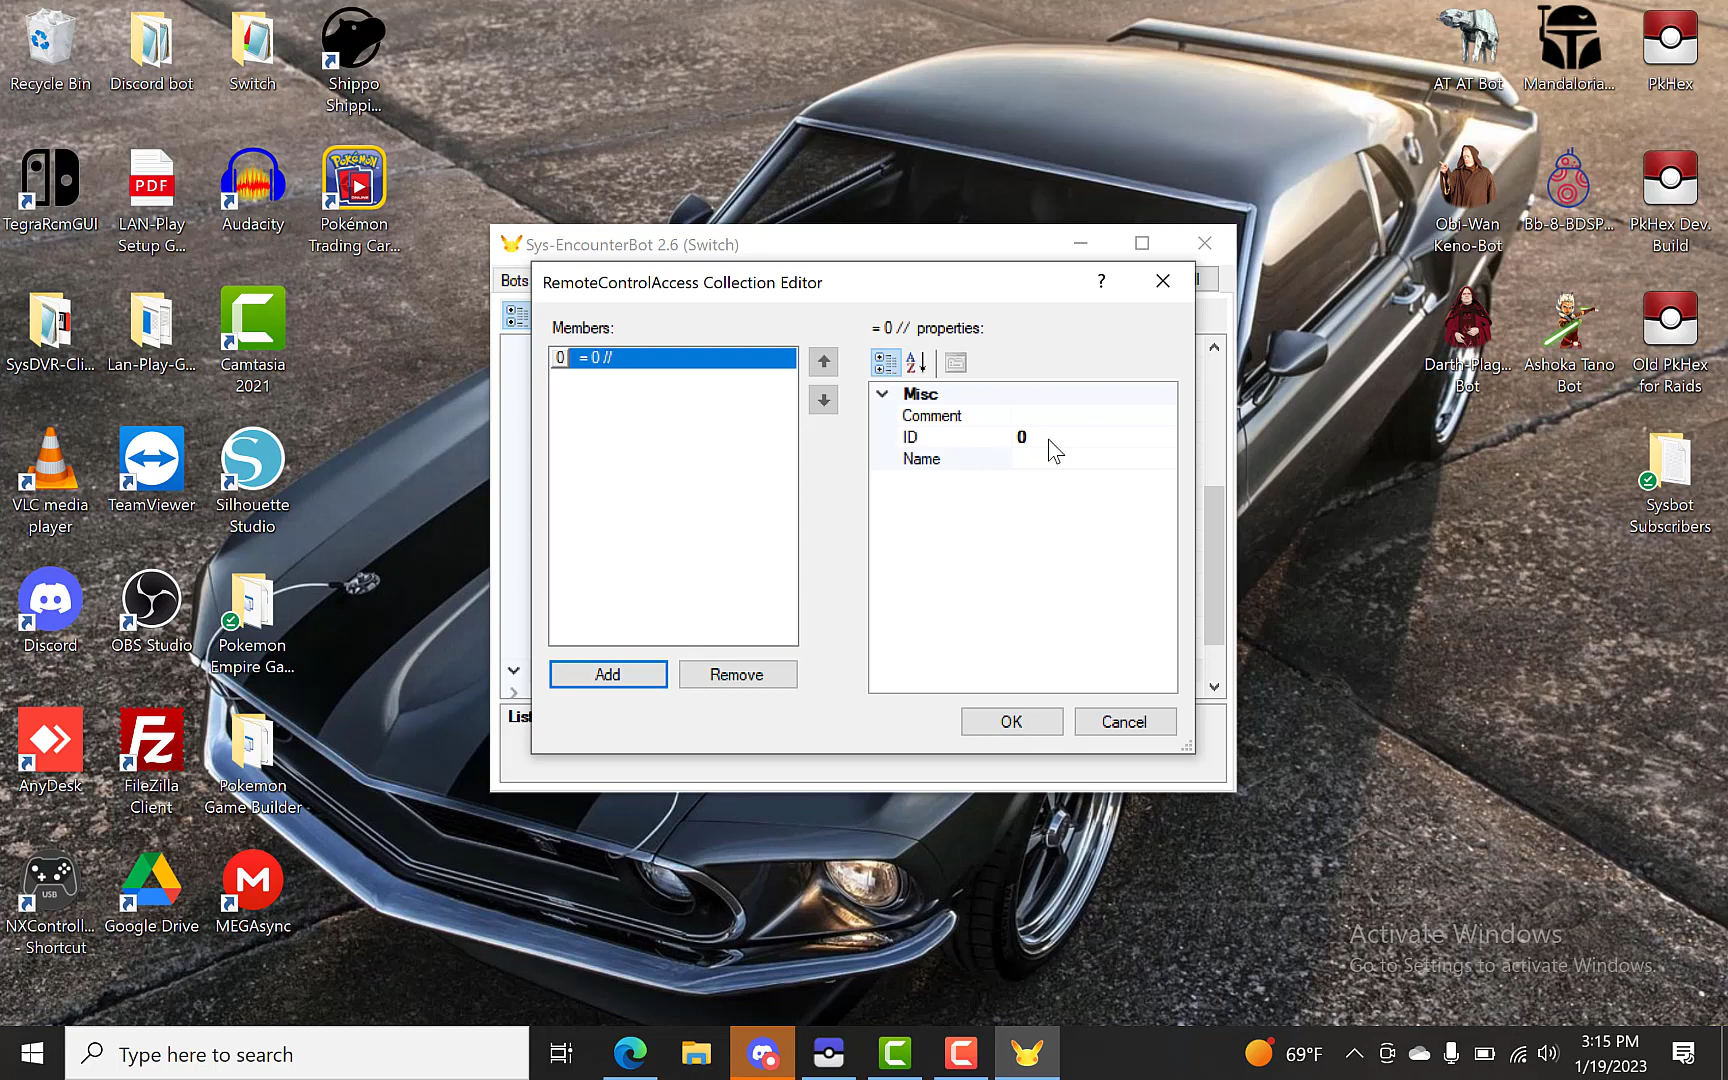 Recycle Bin
Discord bot
Switch
Shippo
Shippi...
AT AT Bot
Mandaloria...
PkHex
TegraRcmGUI
PDF
LAN-Play
Setup G...
Audacity
Pokémon
Trading Car...
Obi-Wan
Keno-Bot
Bb-8-BDSP...
PkHex Dev.
Build
SysDVR-Cli...
Lan-Play-G...
Camtasia
2021
Darth-Plag...
Bot
Ashoka Tano
Bot
Old PkHex
for Raids
VLC media
player
TeamViewer
Silhouette
Studio
Sysbot
Subscribers
Discord
OBS Studio
Pokemon
Empire Ga...
AnyDesk
FileZilla
Client
Pokemon
Game Builder
USB
NXControll...
- Shortcut
Google Drive
MEGAsync
Sys-EncounterBot 2.6 (Switch)
Bots
RemoteControlAccess Collection Editor
?
Members:
= 0 // properties:
0 = 0 //
Misc
Comment
ID 0
Name
Add
Remove
OK
Cancel
List
Activate Windows
Go to Settings to activate Windows.
Type here to search
69°F
3:15 PM
1/19/2023